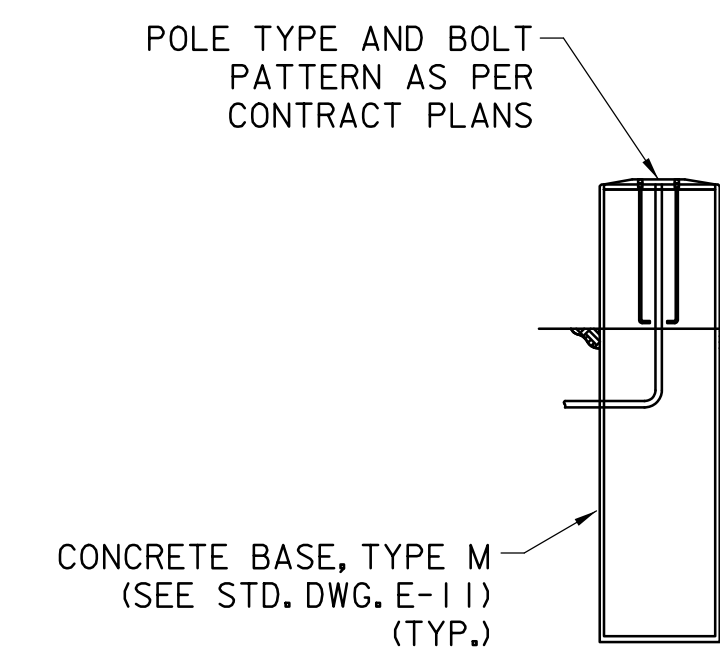 POLE TYPE AND BOLT
PATTERN AS PER
CONTRACT PLANS
CONCRETE BASE, TYPE M
(SEE STD. DWG. E-11)
(TYP.)